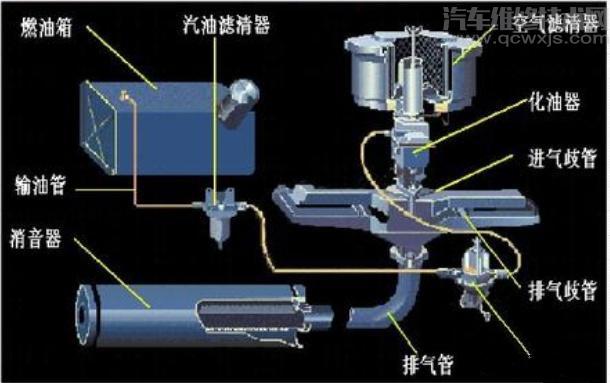 燃油箱
汽油滤清器
汽车维修技术网
www.qcwxjs.com
空气滤清器
化油器
进气歧管
输油管
消音器
排气歧管
排气管